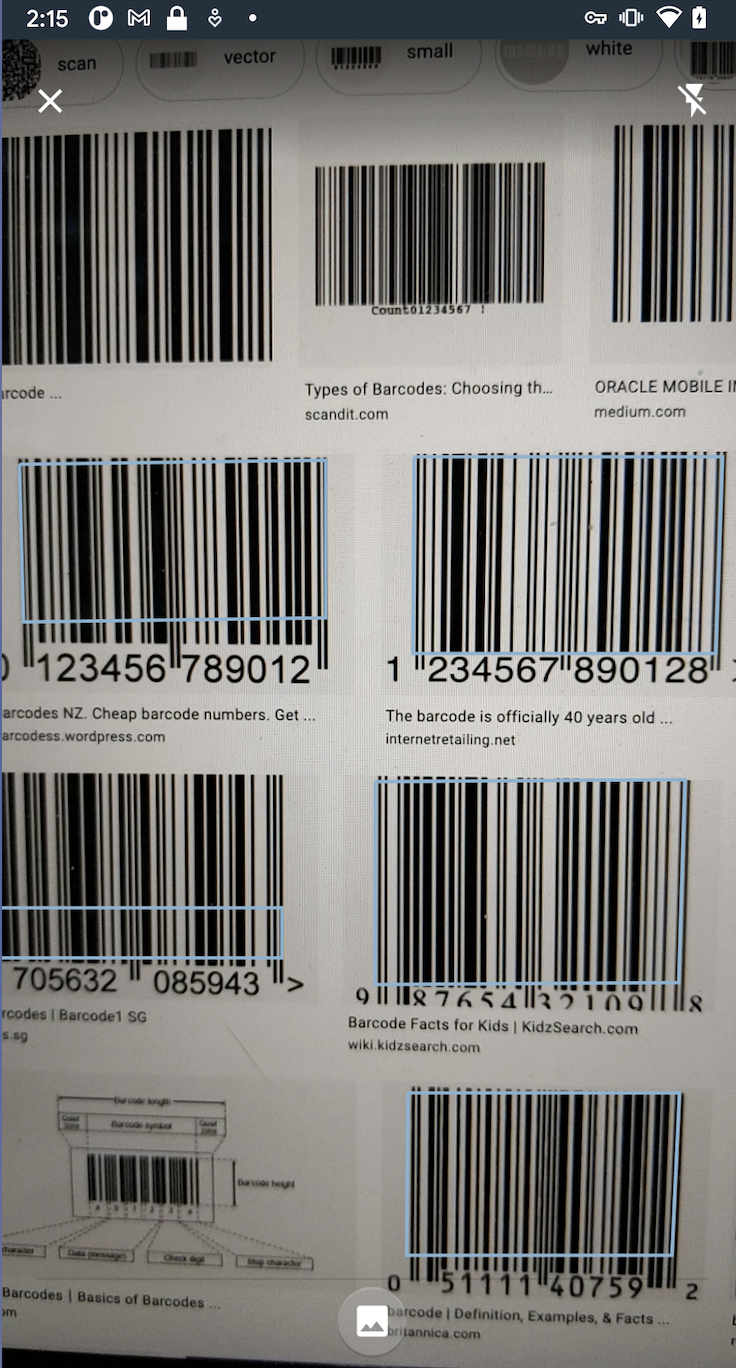 2:15
scan
vector
small
white
Count01234567 !
arcode ...
Types of Barcodes: Choosing th...
scandit.com
ORACLE MOBILE
medium.com
0 123456 789012
1 234567 890128
arcodes NZ. Cheap barcode numbers. Get ...
arcodess.wordpress.com
The barcode is officially 40 years old ...
internetretailing.net
705632 085943 >
9 87654 32109 8
rcodes | Barcode1 SG
s.sg
Barcode Facts for Kids | KidzSearch.com
wiki.kidzsearch.com
Barcode length
Quiet zone
Barcode symbol
Quiet zone
Barcode height
character
Data (message)
Check digit
Stop character
0 51111 40759 2
Barcodes | Basics of Barcodes ...
om
barcode | Definition, Examples, & Facts ...
britannica.com